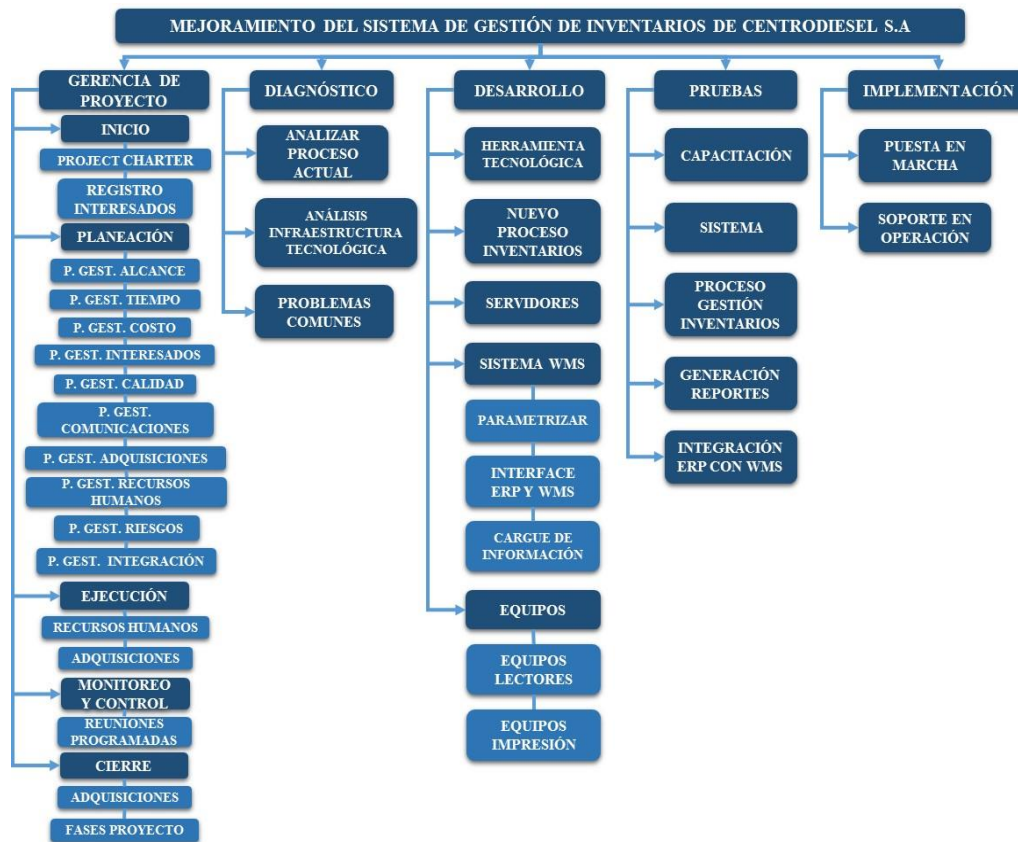 MEJORAMIENTO DEL SISTEMA DE GESTIÓN DE INVENTARIOS DE CENTRODIESEL S.A
GERENCIA DE
PROYECTO
INICIO
PROJECT CHARTER
REGISTRO
INTERESADOS
PLANEACIÓN
P. GEST. ALCANCE
P. GEST. TIEMPO
P. GEST. COSTO
P. GEST. INTERESADOS
P. GEST. CALIDAD
P. GEST.
COMUNICACIONES
P. GEST. ADQUISICIONES
P. GEST. RECURSOS
HUMANOS
P. GEST. RIESGOS
P. GEST. INTEGRACIÓN
EJECUCIÓN
RECURSOS HUMANOS
ADQUISICIONES
MONITOREO
Y CONTROL
REUNIONES
PROGRAMADAS
CIERRE
ADQUISICIONES
FASES PROYECTO
DIAGNÓSTICO
ANALIZAR
PROCESO
ACTUAL
ANÁLISIS
INFRAESTRUCTURA
TECNOLÓGICA
PROBLEMAS
COMUNES
DESARROLLO
HERRAMIENTA
TECNOLÓGICA
NUEVO
PROCESO
INVENTARIOS
SERVIDORES
SISTEMA WMS
PARAMETRIZAR
INTERFACE
ERP Y WMS
CARGUE DE
INFORMACIÓN
EQUIPOS
EQUIPOS
LECTORES
EQUIPOS
IMPRESIÓN
PRUEBAS
CAPACITACIÓN
SISTEMA
PROCESO
GESTIÓN
INVENTARIOS
GENERACIÓN
REPORTES
INTEGRACIÓN
ERP CON WMS
IMPLEMENTACIÓN
PUESTA EN
MARCHA
SOPORTE EN
OPERACIÓN